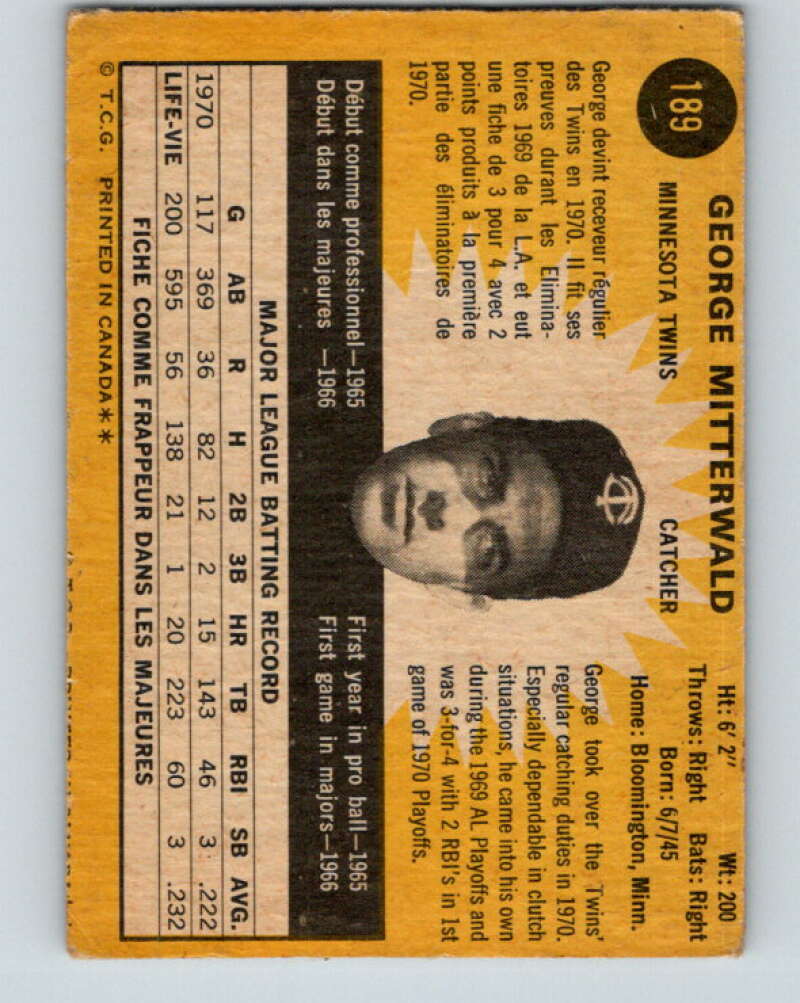 189
GEORGE MITTERWALD
MINNESOTA TWINS
CATCHER
Ht: 6' 2" Wt: 200
Throws: Right Bats: Right
Born: 6/7/45
Home: Bloomington, Minn.
George devint receveur régulier
des Twins en 1970. Il fit ses
preuves durant les Elimina-
toires 1969 de la L.A. et eut
une fiche de 3 pour 4 avec 2
points produits à la première
partie des éliminatoires de
1970.
TC
George took over the Twins'
regular catching duties in 1970.
Especially dependable in clutch
situations, he came into his own
during the 1969 AL Playoffs and
was 3-for-4 with 2 RBI's in 1st
game of 1970 Playoffs.
Début comme professionnel—1965
Début dans les majeures —1966
First year in pro ball—1965
First game in majors—1966
MAJOR LEAGUE BATTING RECORD
G AB R H 2B 3B HR TB RBI SB AVG.
1970 117 369 36 82 12 2 15 143 46 3 .222
LIFE-VIE 200 595 56 138 21 1 20 223 60 3 .232
FICHE COMME FRAPPEUR DANS LES MAJEURES
© T.C.G. PRINTED IN CANADA**